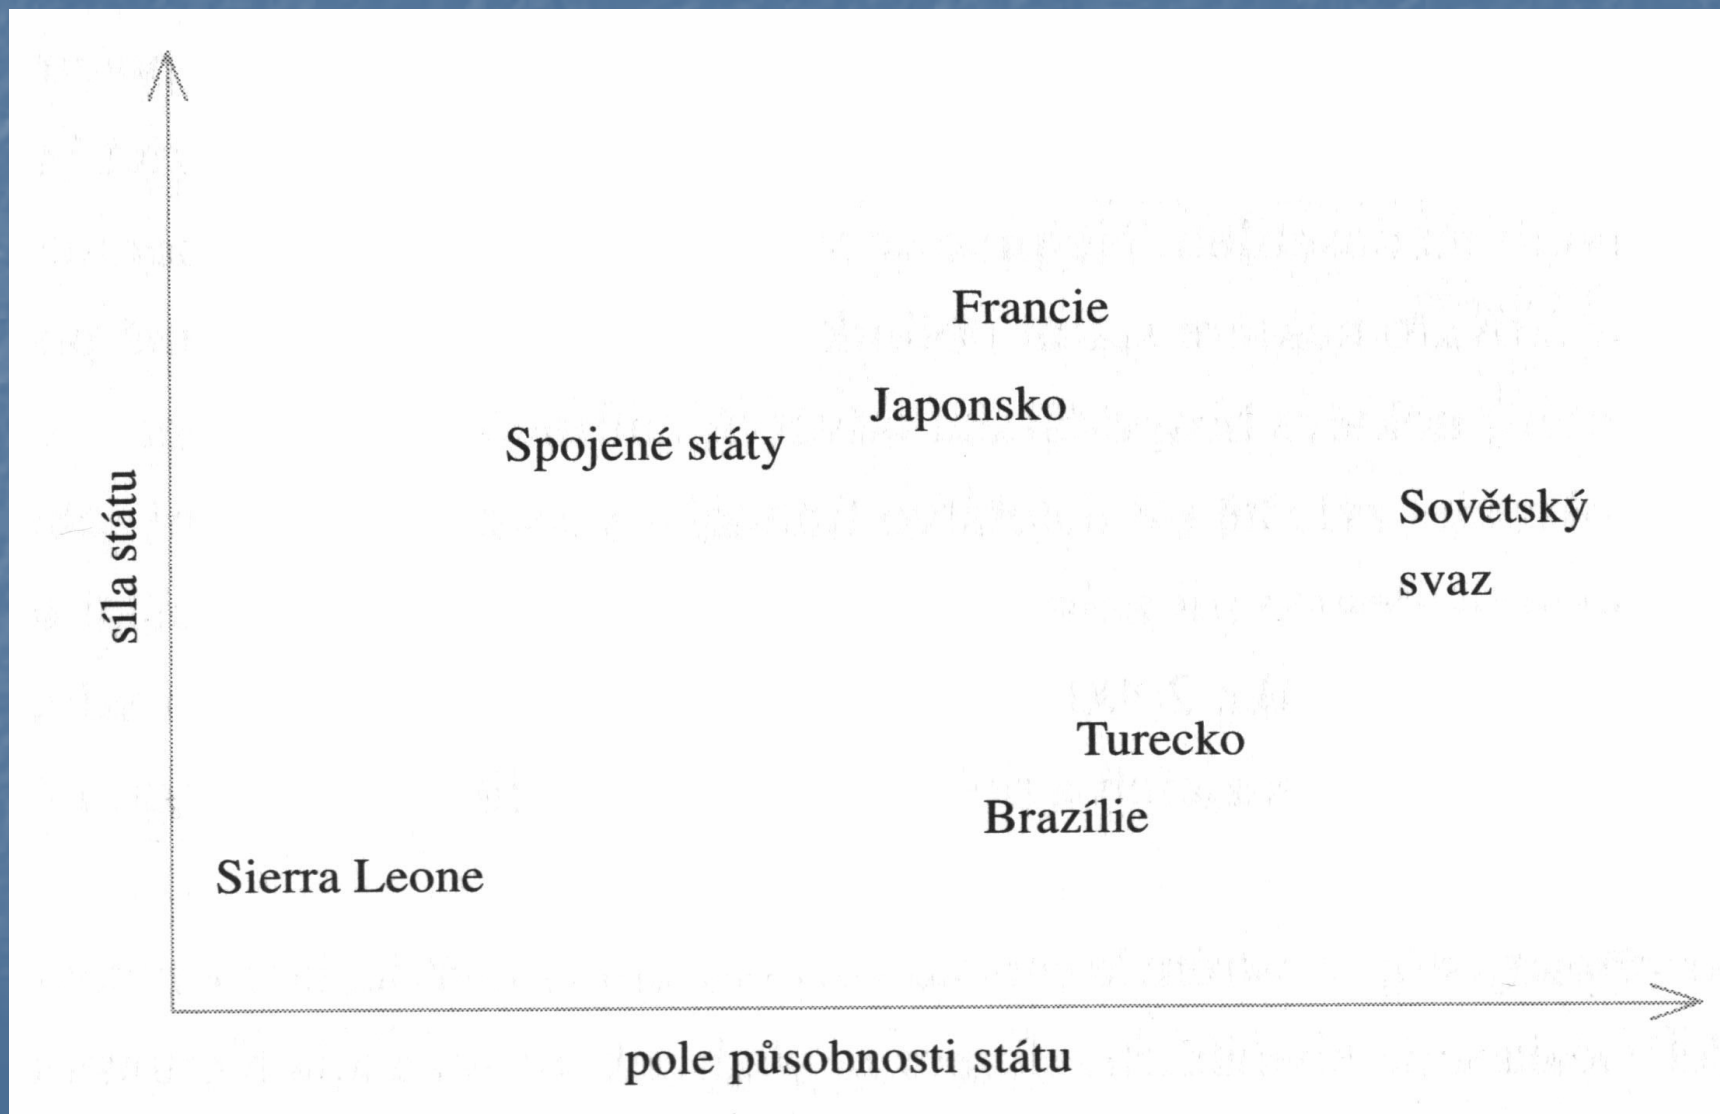 Francie
Japonsko
Spojené státy
Sovětský
svaz
síla státu
Turecko
Brazílie
Sierra Leone
pole působnosti státu